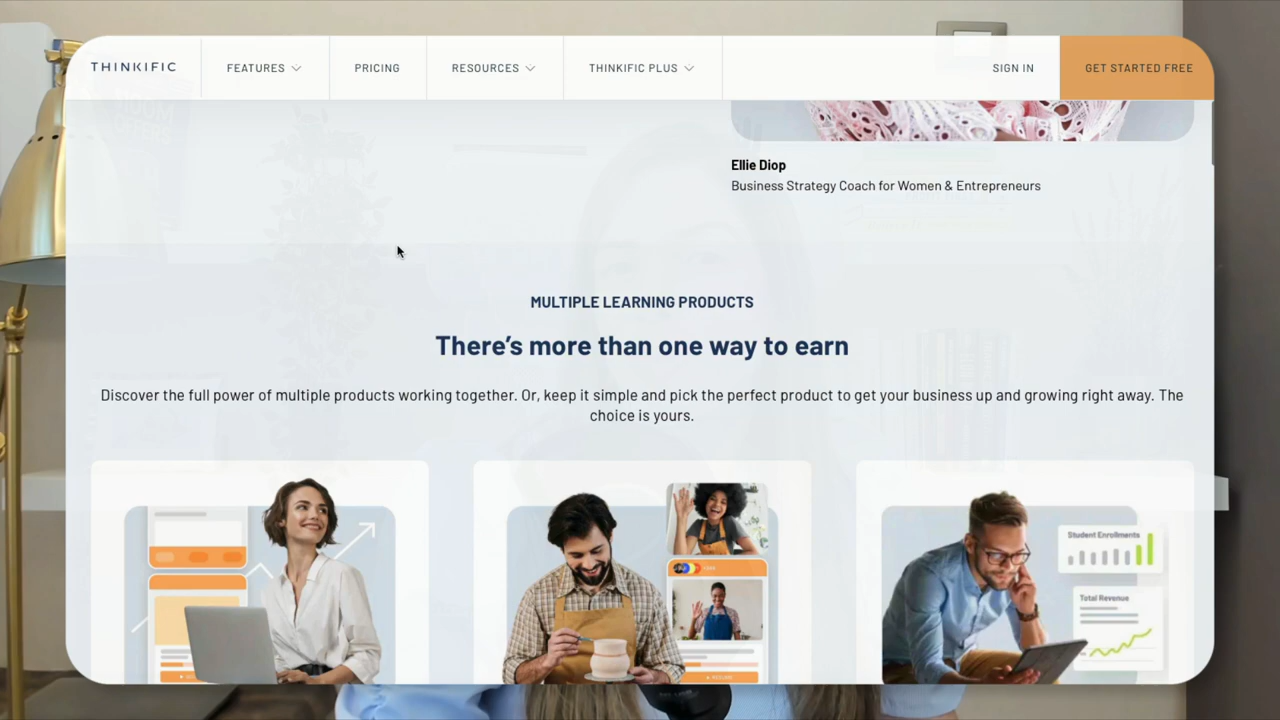 THINKIFIC
FEATURES
PRICING
RESOURCES
THINKIFIC PLUS
SIGN IN
GET STARTED FREE
Ellie Diop
Business Strategy Coach for Women & Entrepreneurs
MULTIPLE LEARNING PRODUCTS
There's more than one way to earn
Discover the full power of multiple products working together. Or, keep it simple and pick the perfect product to get your business up and growing right away. The
choice is yours.
Student Enrollments
Total Revenue